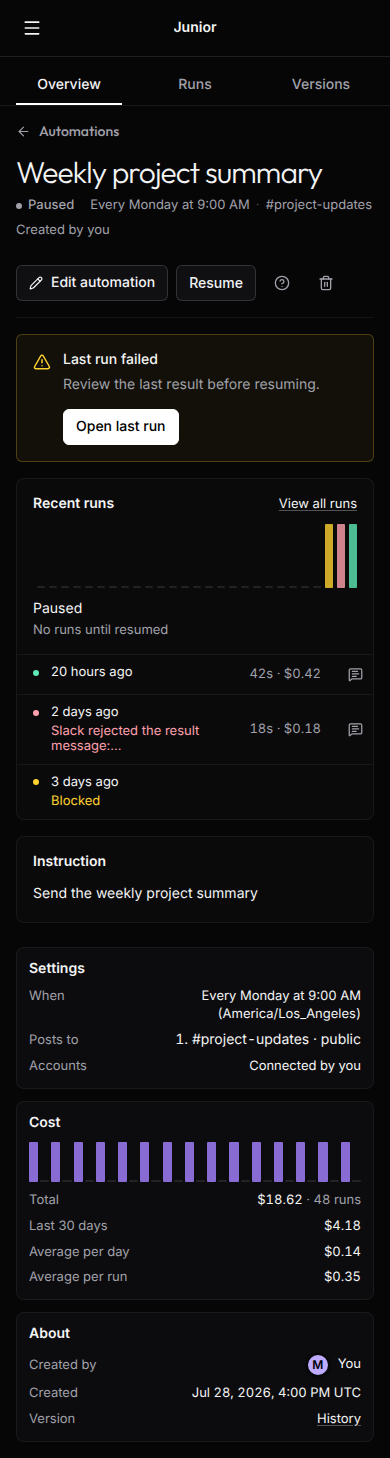 Junior
Overview Runs Versions
← Automations
Weekly project summary
Paused Every Monday at 9:00 AM · #project-updates
Created by you
Edit automation Resume
Last run failed
Review the last result before resuming.
Open last run
Recent runs View all runs
Paused
No runs until resumed
20 hours ago 42s · $0.42
2 days ago
Slack rejected the result 18s · $0.18
message:...
3 days ago
Blocked
Instruction
Send the weekly project summary
Settings
When Every Monday at 9:00 AM
(America/Los_Angeles)
Posts to 1. #project-updates · public
Accounts Connected by you
Cost
Total $18.62 · 48 runs
Last 30 days $4.18
Average per day $0.14
Average per run $0.35
About
Created by M You
Created Jul 28, 2026, 4:00 PM UTC
Version History